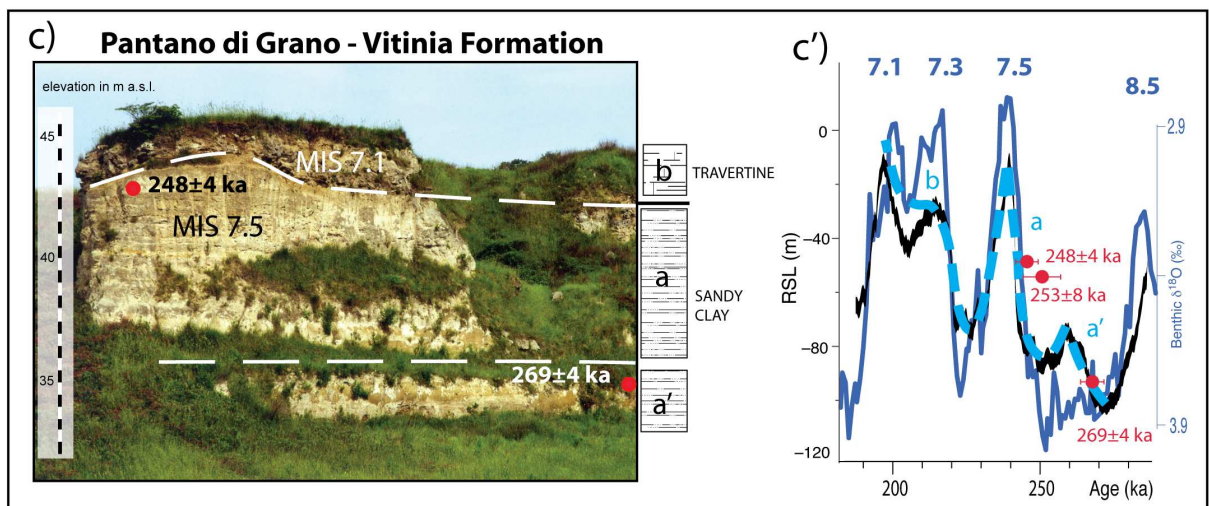 c)
Pantano di Grano - Vitinia Formation
elevation in m a.s.l.
45
MIS 7.1
248±4 ka
MIS 7.5
40
269±4 ka
35
b
TRAVERTINE
a
SANDY
CLAY
a’
c’)
7.1
7.3
7.5
8.5
0
−40
−80
−120
RSL (m)
b
a
248±4 ka
253±8 ka
a’
269±4 ka
2.9
3.9
Benthic δ¹⁸O (‰)
200
250
Age (ka)